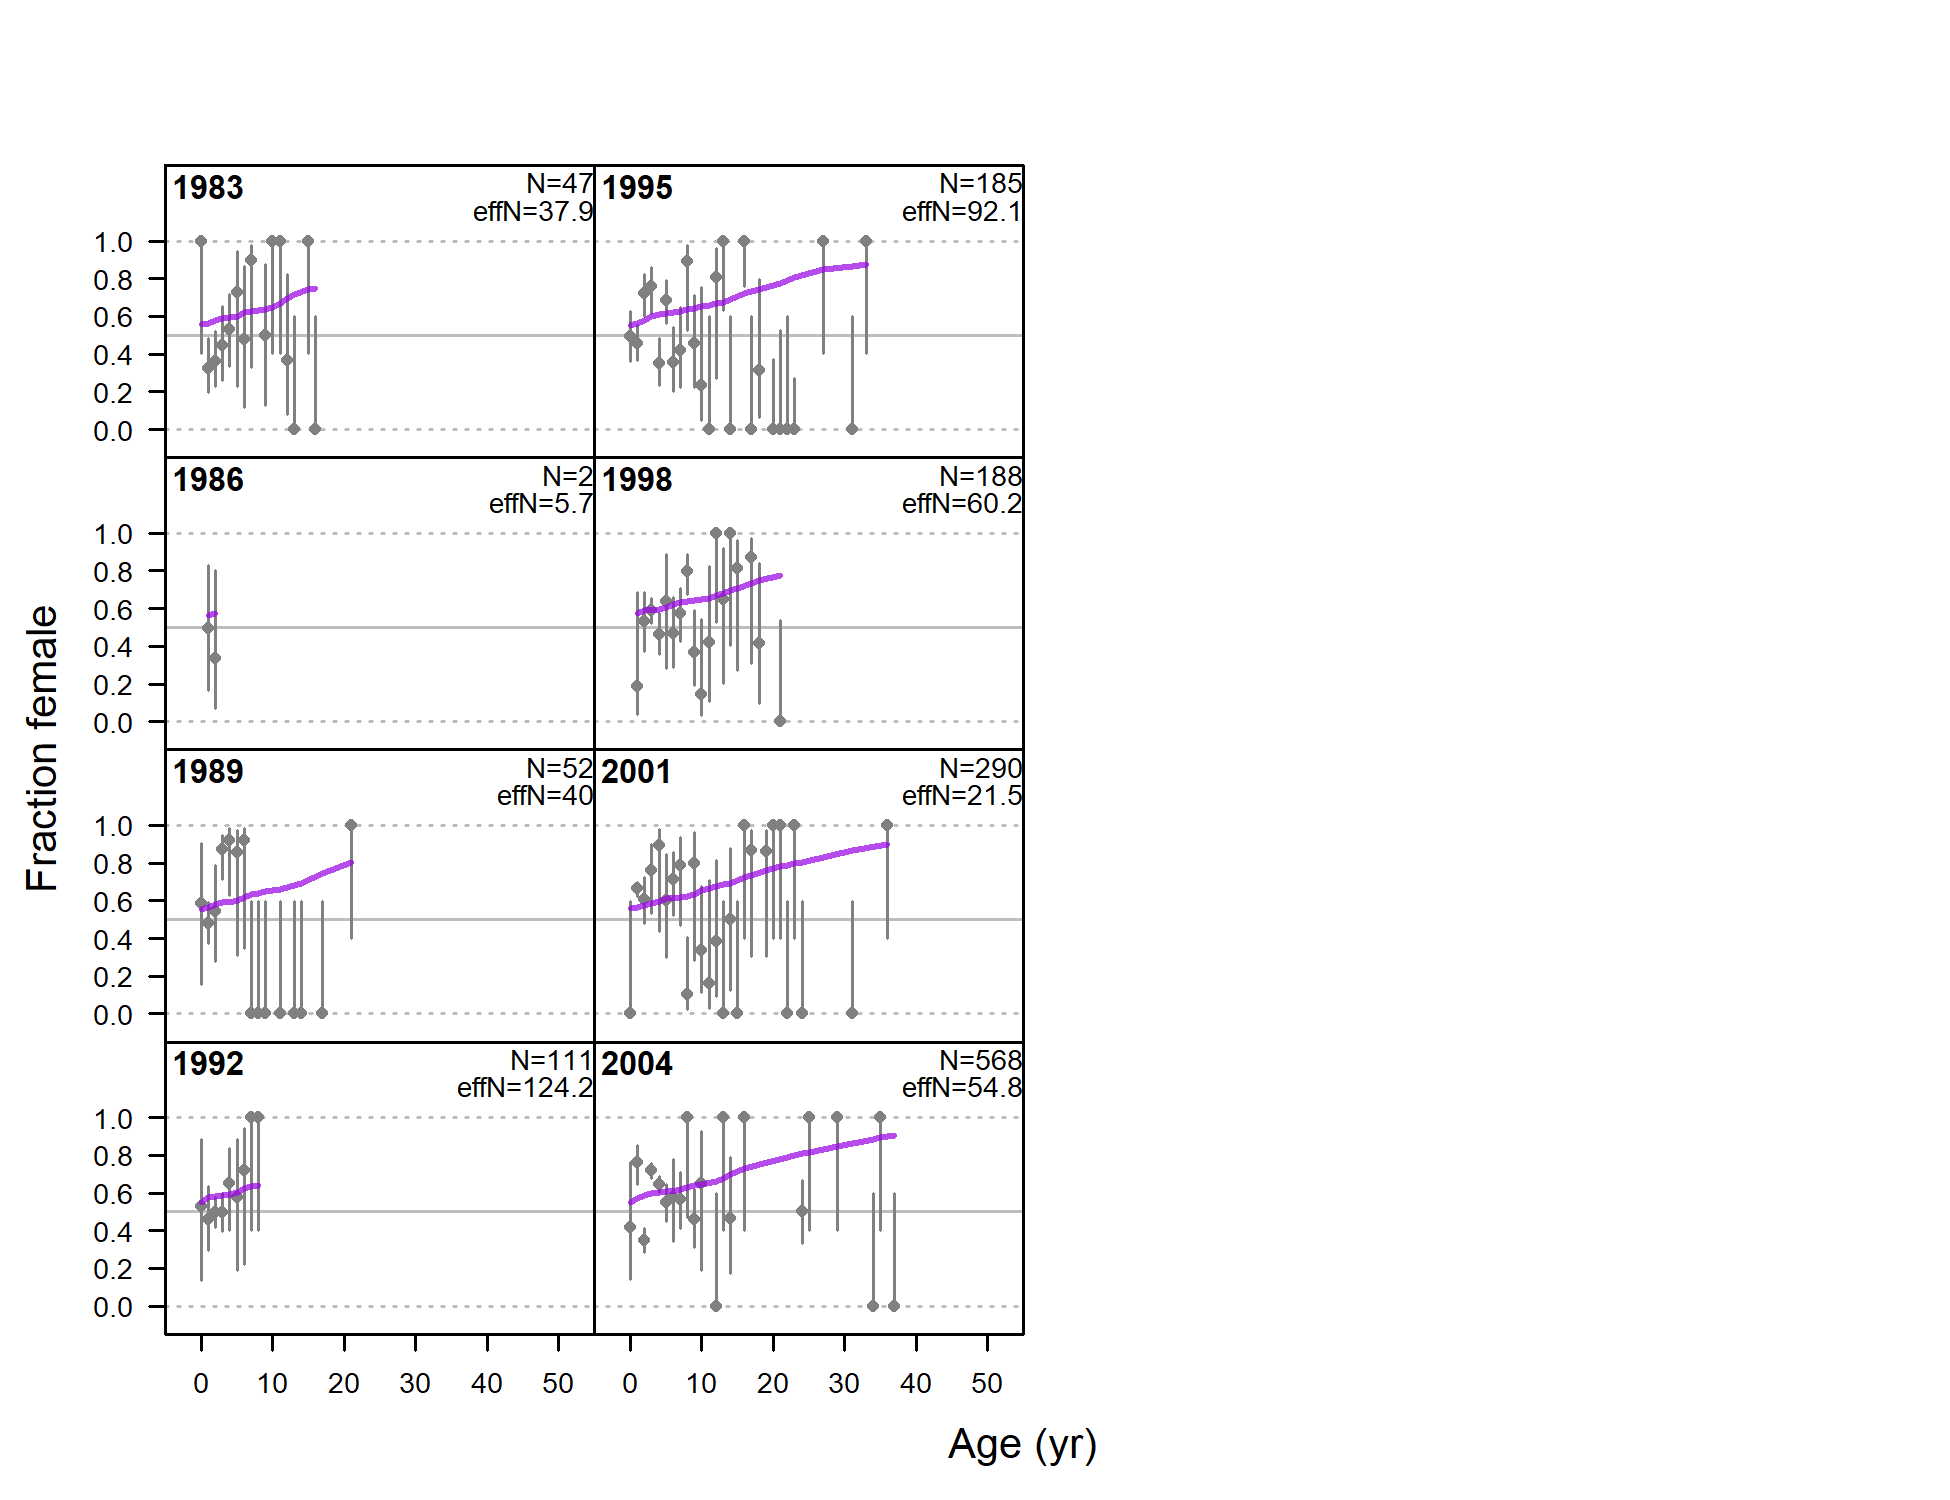 Fraction female
1983
N=47
effN=37.9
1.0
0.8
0.6
0.4
0.2
0.0
1995
N=185
effN=92.1
1986
N=2
effN=5.7
1.0
0.8
0.6
0.4
0.2
0.0
1998
N=188
effN=60.2
1989
N=52
effN=40
1.0
0.8
0.6
0.4
0.2
0.0
2001
N=290
effN=21.5
1992
N=111
effN=124.2
1.0
0.8
0.6
0.4
0.2
0.0
2004
N=568
effN=54.8
0 10 20 30 40 50
0 10 20 30 40 50
Age (yr)